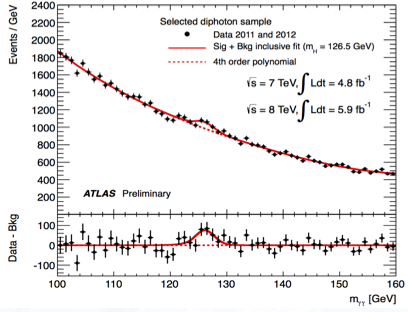 Events / GeV
2400
2200
2000
1800
1600
1400
1200
1000
800
600
400
200
Selected diphoton sample
Data 2011 and 2012
Sig + Bkg inclusive fit (m_H = 126.5 GeV)
4th order polynomial
√s = 7 TeV, ∫ Ldt = 4.8 fb⁻¹
√s = 8 TeV, ∫ Ldt = 5.9 fb⁻¹
ATLAS Preliminary
Data - Bkg
100
0
-100
100 110 120 130 140 150 160
m_γγ [GeV]